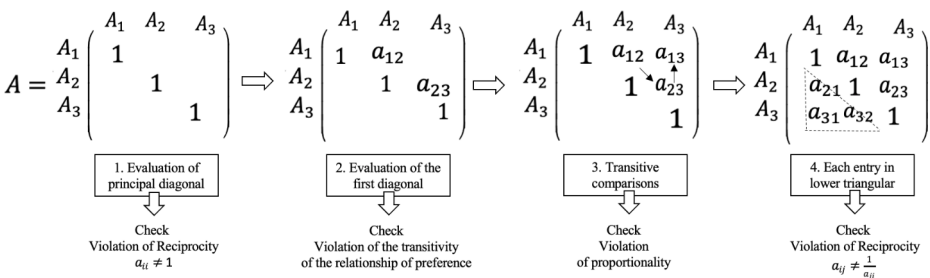 A₁ A₂ A₃
A =
A₁ 1
A₂ 1
A₃ 1
1. Evaluation of
principal diagonal
Check
Violation of Reciprocity
aᵢᵢ ≠ 1
A₁ A₂ A₃
A₁ 1 a₁₂
A₂ 1 a₂₃
A₃ 1
2. Evaluation of the
first diagonal
Check
Violation of the transitivity
of the relationship of preference
A₁ A₂ A₃
A₁ 1 a₁₂ a₁₃
A₂ 1 a₂₃
A₃ 1
3. Transitive
comparisons
Check
Violation
of proportionality
A₁ A₂ A₃
A₁ 1 a₁₂ a₁₃
A₂ a₂₁ 1 a₂₃
A₃ a₃₁ a₃₂ 1
4. Each entry in
lower triangular
Check
Violation of Reciprocity
aᵢⱼ ≠ 1/aⱼᵢ